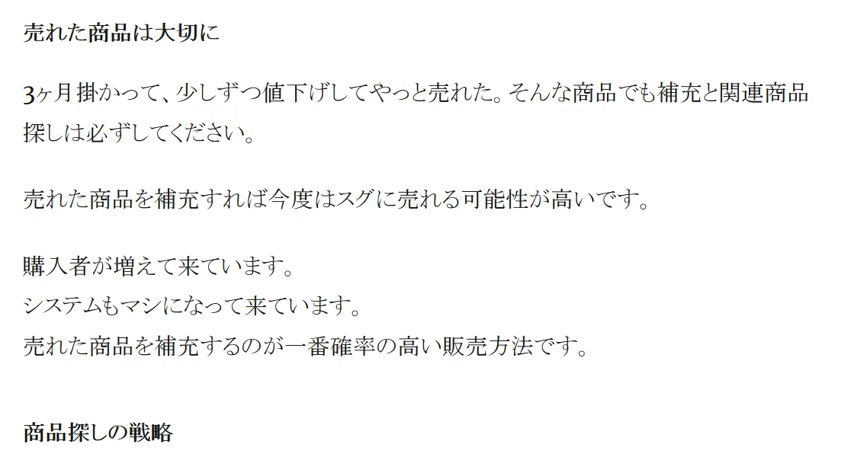 売れた商品は大切に
3ヶ月掛かって、少しずつ値下げしてやっと売れた。そんな商品でも補充と関連商品
探しは必ずしてください。
売れた商品を補充すれば今度はスグに売れる可能性が高いです。
購入者が増えて来ています。
システムもマシになって来ています。
売れた商品を補充するのが一番確率の高い販売方法です。
商品探しの戦略